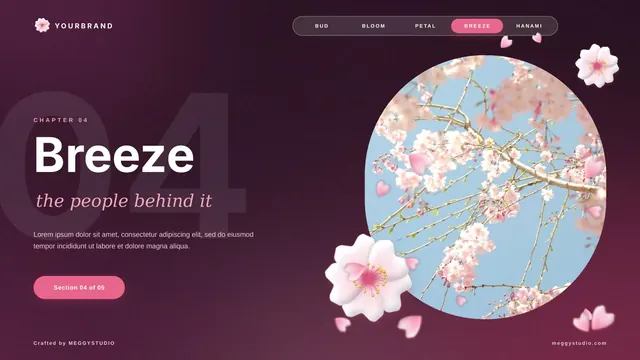 YOURBRAND
BUD BLOOM PETAL BREEZE HANAMI
04
CHAPTER 04
Breeze
the people behind it
Lorem ipsum dolor sit amet, consectetur adipiscing elit, sed do eiusmod
tempor incididunt ut labore et dolore magna aliqua.
Section 04 of 05
Crafted by MEGGYSTUDIO
meggystudio.com